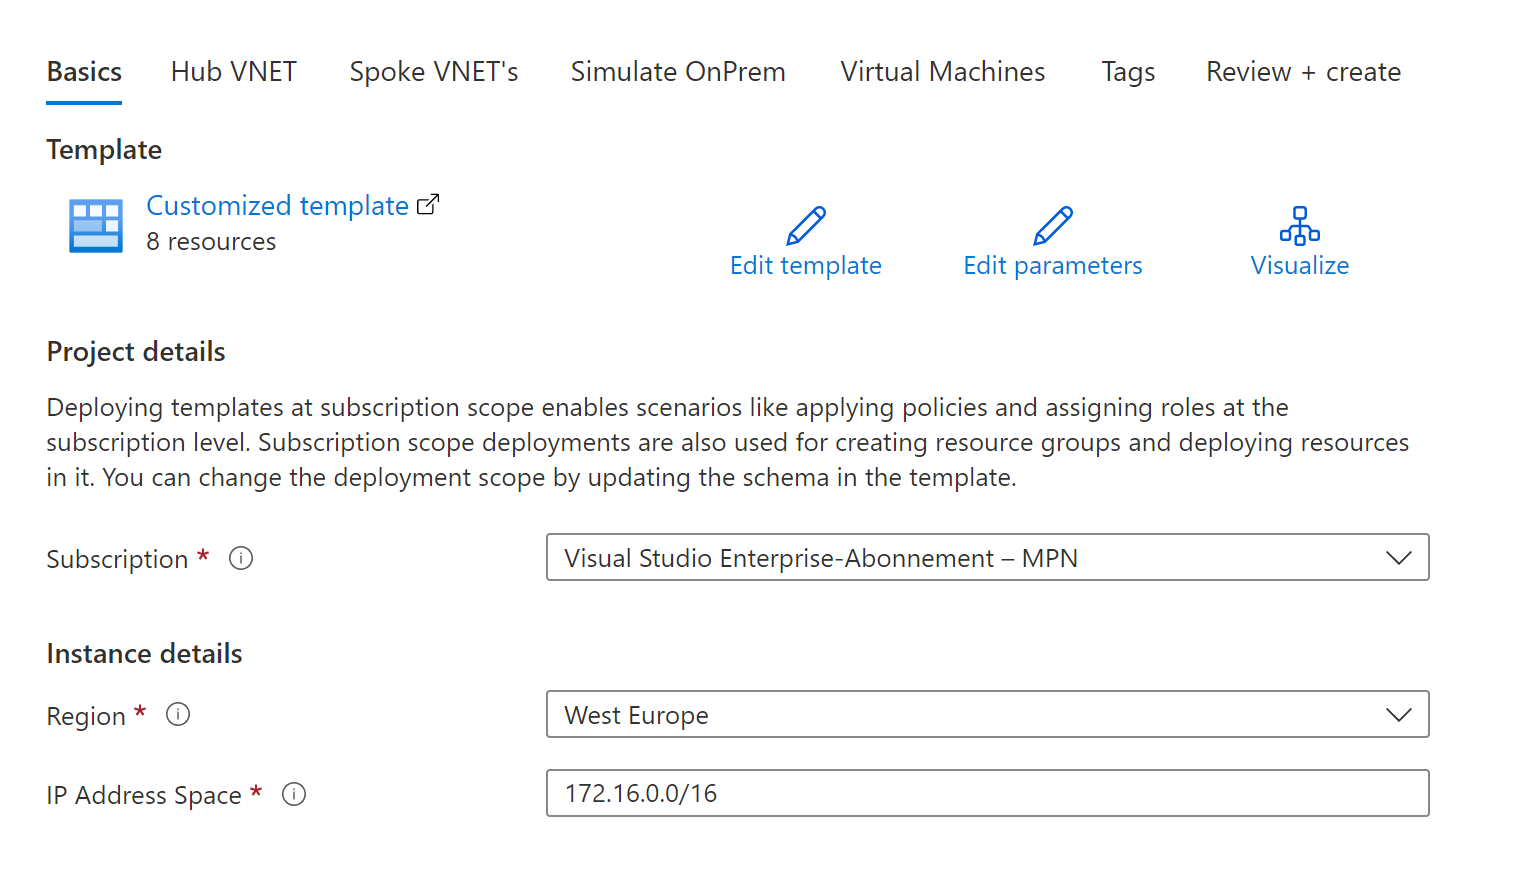 Basics Hub VNET Spoke VNET's Simulate OnPrem Virtual Machines Tags Review + create
Template
Customized template
8 resources
Edit template Edit parameters Visualize
Project details
Deploying templates at subscription scope enables scenarios like applying policies and assigning roles at the
subscription level. Subscription scope deployments are also used for creating resource groups and deploying resources
in it. You can change the deployment scope by updating the schema in the template.
Subscription * Visual Studio Enterprise-Abonnement – MPN
Instance details
Region * West Europe
IP Address Space * 172.16.0.0/16